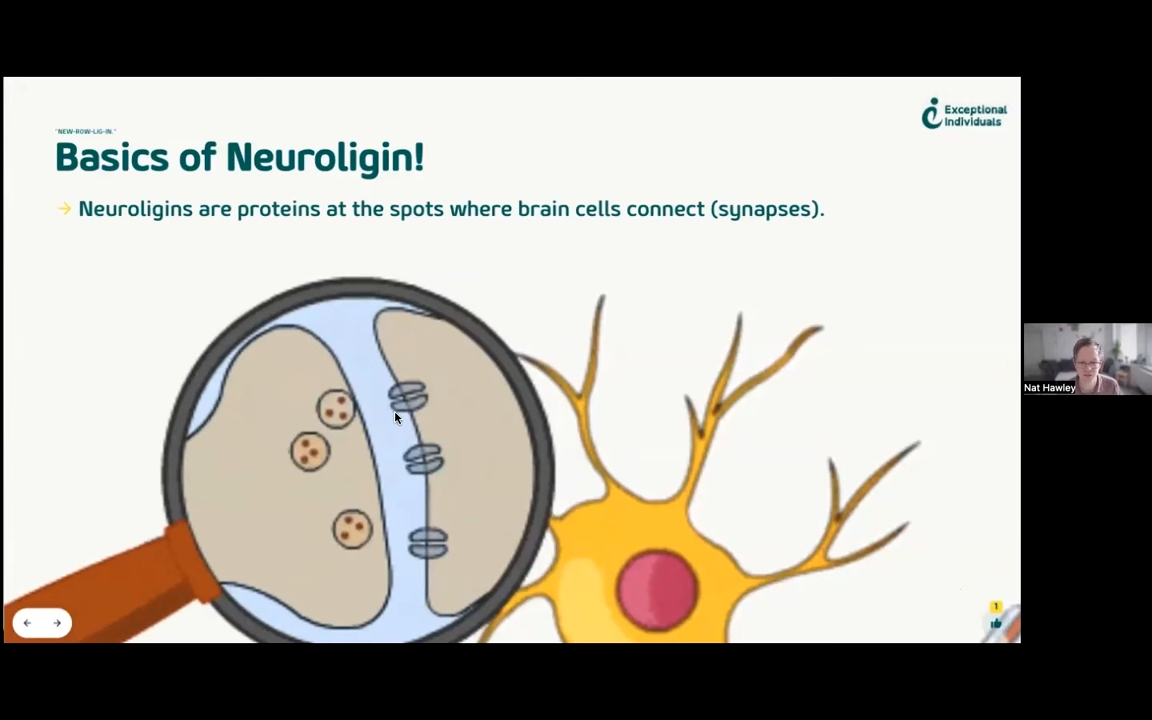 Exceptional
Individuals
"NEW-ROW-LIG-IN."
Basics of Neuroligin!
→ Neuroligins are proteins at the spots where brain cells connect (synapses).
Nat Hawley
1